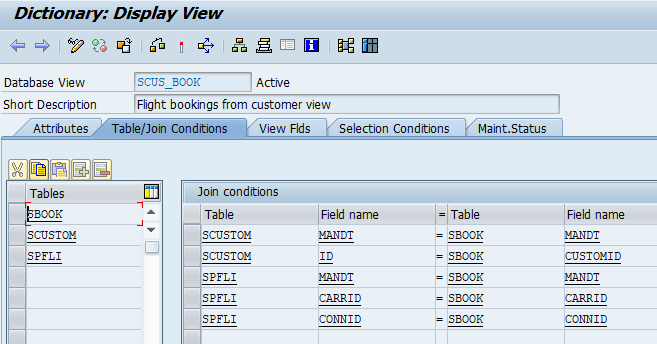 Dictionary: Display View
Database View SCUS_BOOK Active
Short Description Flight bookings from customer view
Attributes Table/Join Conditions View Flds Selection Conditions Maint.Status
Tables
SBOOK
SCUSTOM
SPFLI
Join conditions
Table Field name = Table Field name
SCUSTOM MANDT = SBOOK MANDT
SCUSTOM ID = SBOOK CUSTOMID
SPFLI MANDT = SBOOK MANDT
SPFLI CARRID = SBOOK CARRID
SPFLI CONNID = SBOOK CONNID